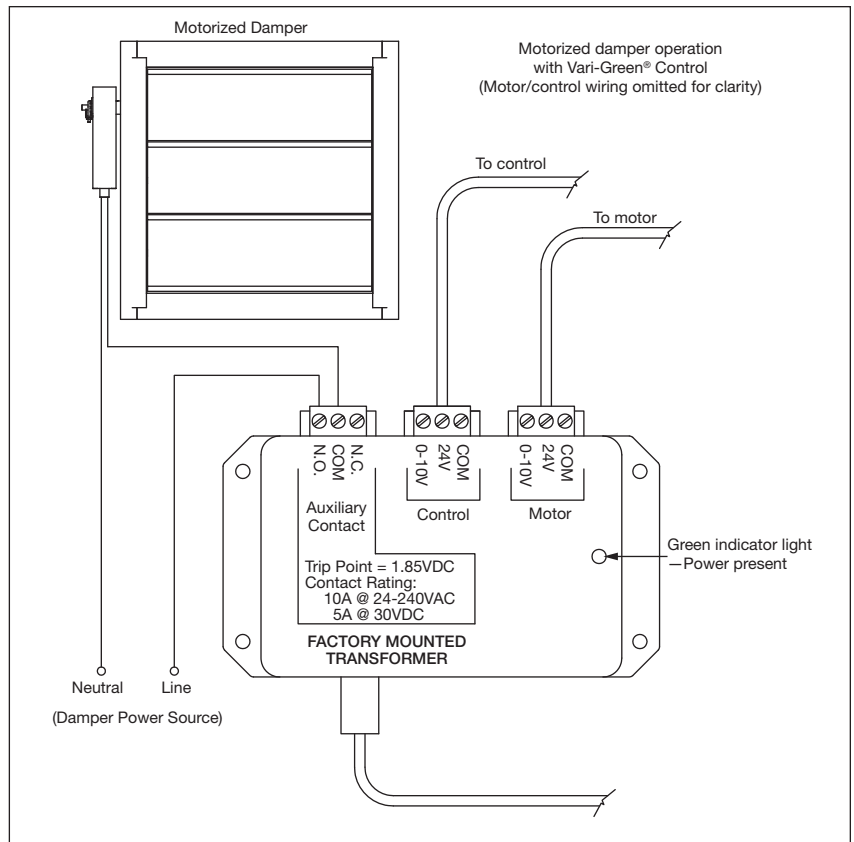 Motorized Damper
Motorized damper operation
with Vari-Green® Control
(Motor/control wiring omitted for clarity)
To control
To motor
N.O.
COM
N.C.
0-10V
24V
COM
0-10V
24V
COM
Auxiliary
Contact
Control
Motor
Green indicator light
—Power present
Trip Point = 1.85VDC
Contact Rating:
10A @ 24-240VAC
5A @ 30VDC
FACTORY MOUNTED
TRANSFORMER
Neutral
Line
(Damper Power Source)